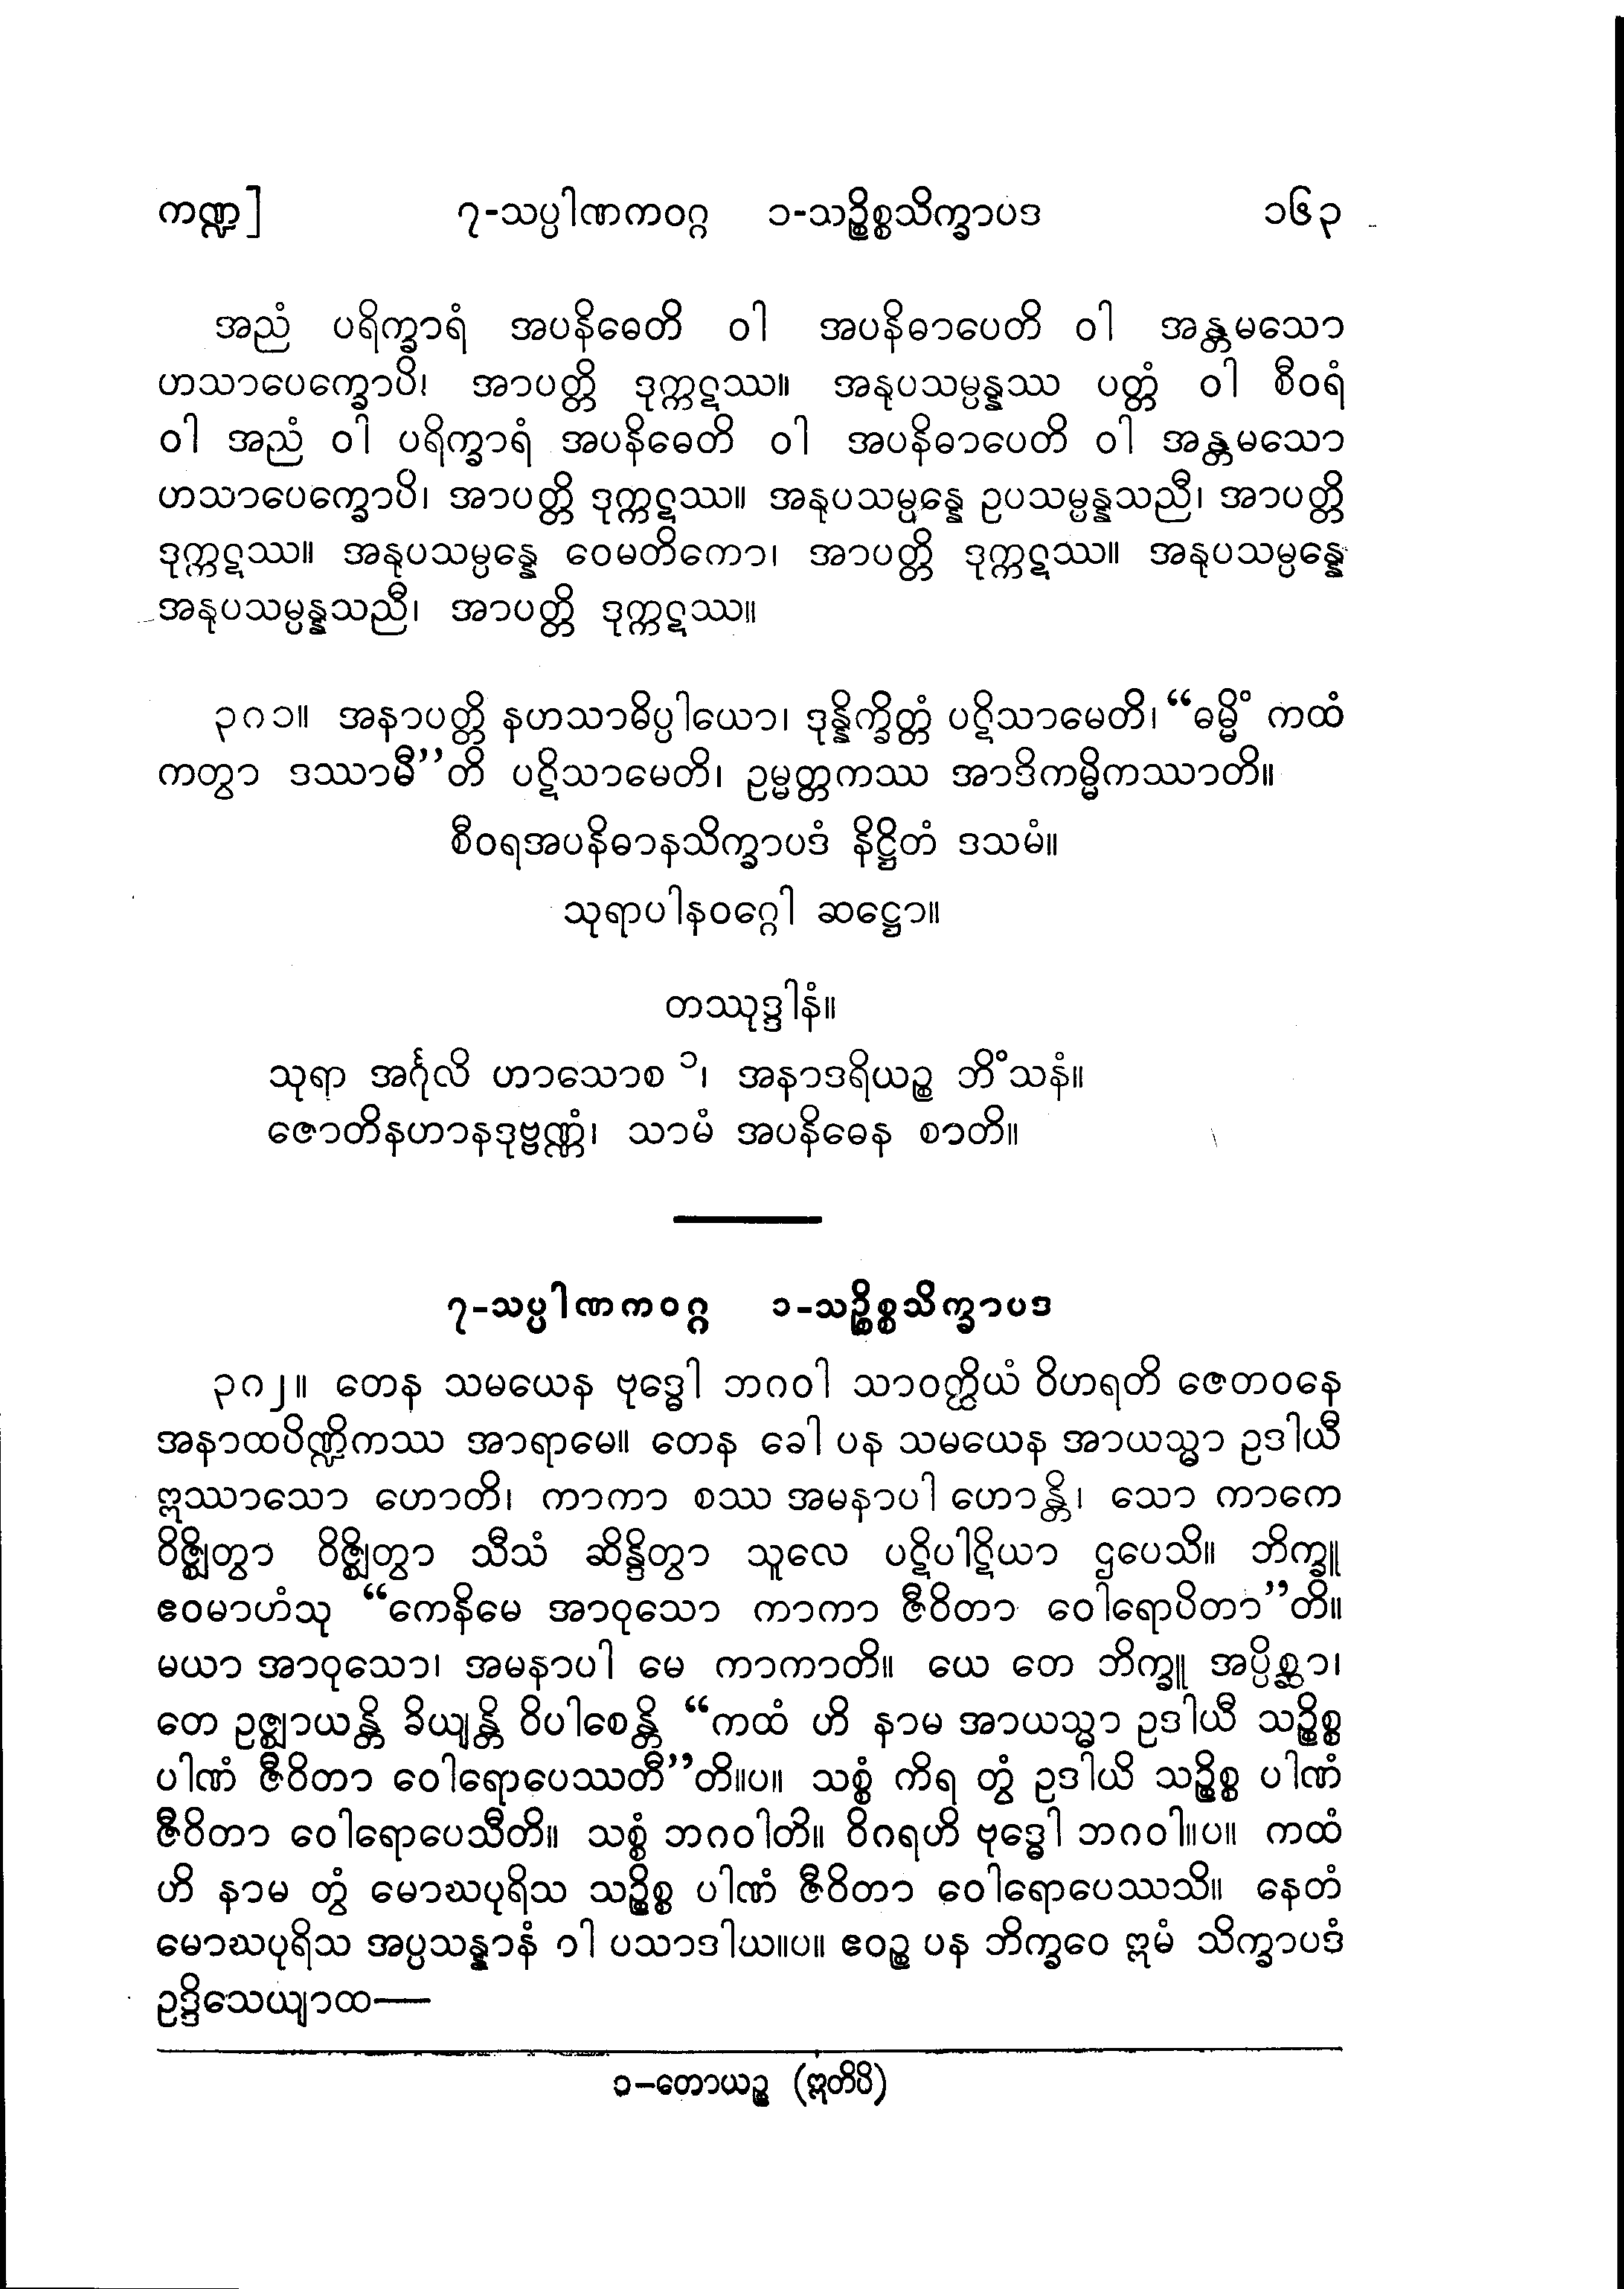 ကဏ္ဍ] ၇-သပ္ပါဏကဝဂ္ဂ ၁-သဉ္စိစ္စသိက္ခာပဒ ၁၆၃
အညံ ပရိက္ခာရံ အပနိဓေတိ ဝါ အပနိဓာပေတိ ဝါ အန္တမသော
ဟသာပေက္ခောပိ၊ အာပတ္တိ ဒုက္ကဋဿ။ အနုပသမ္ပန္နဿ ပတ္တံ ဝါ စီဝရံ
ဝါ အညံ ဝါ ပရိက္ခာရံ အပနိဓေတိ ဝါ အပနိဓာပေတိ ဝါ အန္တမသော
ဟသာပေက္ခောပိ၊ အာပတ္တိ ဒုက္ကဋဿ။ အနုပသမ္ပန္နေ ဥပသမ္ပန္နသညီ၊ အာပတ္တိ
ဒုက္ကဋဿ။ အနုပသမ္ပန္နေ ဝေမတိကော၊ အာပတ္တိ ဒုက္ကဋဿ။ အနုပသမ္ပန္နေ
အနုပသမ္ပန္နသညီ၊ အာပတ္တိ ဒုက္ကဋဿ။
၃၈၁။ အနာပတ္တိ နဟသာဓိပ္ပါယော၊ ဒုန္နိက္ခိတ္တံ ပဋိသာမေတိ၊ “ဓမ္မိံ ကထံ
ကတွာ ဒဿာမီ”တိ ပဋိသာမေတိ၊ ဥမ္မတ္တကဿ အာဒိကမ္မိကဿာတိ။
စီဝရအပနိဓာနသိက္ခာပဒံ နိဋ္ဌိတံ ဒသမံ။
သုရာပါနဝဂ္ဂေါ ဆဋ္ဌော။
တဿုဒ္ဒါနံ။
သုရာ အင်္ဂုလိ ဟာသောစ ၁၊ အနာဒရိယဉ္စ ဘိံသနံ။
ဇောတိနဟာနဒုဗ္ဗဏ္ဏံ၊ သာမံ အပနိဓေန စာတိ။
၇-သပ္ပါဏကဝဂ္ဂ ၁-သဉ္စိစ္စသိက္ခာပဒ
၃၈၂။ တေန သမယေန ဗုဒ္ဓေါ ဘဂဝါ သာဝတ္ထိယံ ဝိဟရတိ ဇေတဝနေ
အနာထပိဏ္ဍိကဿ အာရာမေ။ တေန ခေါ ပန သမယေန အာယသ္မာ ဥဒါယီ
ဣဿာသော ဟောတိ၊ ကာကာ စဿ အမနာပါ ဟောန္တိ၊ သော ကာကေ
ဝိဇ္ဈိတွာ ဝိဇ္ဈိတွာ သီသံ ဆိန္ဒိတွာ သူလေ ပဋိပါဋိယာ ဌပေသိ။ ဘိက္ခူ
ဧဝမာဟံသု “ကေနိမေ အာဝုသော ကာကာ ဇီဝိတာ ဝေါရောပိတာ”တိ။
မယာ အာဝုသော၊ အမနာပါ မေ ကာကာတိ။ ယေ တေ ဘိက္ခူ အပ္ပိစ္ဆာ၊
တေ ဥဇ္ဈာယန္တိ ခိယျန္တိ ဝိပါစေန္တိ “ကထံ ဟိ နာမ အာယသ္မာ ဥဒါယီ သဉ္စိစ္စ
ပါဏံ ဇီဝိတာ ဝေါရောပေဿတီ”တိ။ပ။ သစ္စံ ကိရ တွံ ဥဒါယိ သဉ္စိစ္စ ပါဏံ
ဇီဝိတာ ဝေါရောပေသီတိ။ သစ္စံ ဘဂဝါတိ။ ဝိဂရဟိ ဗုဒ္ဓေါ ဘဂဝါ။ပ။ ကထံ
ဟိ နာမ တွံ မောဃပုရိသ သဉ္စိစ္စ ပါဏံ ဇီဝိတာ ဝေါရောပေဿသိ။ နေတံ
မောဃပုရိသ အပ္ပသန္နာနံ ဝါ ပသာဒါယ။ပ။ ဧဝဉ္စ ပန ဘိက္ခဝေ ဣမံ သိက္ခာပဒံ
ဥဒ္ဒိသေယျာထ—
၁-တောယဉ္စ (ဣတိပိ)